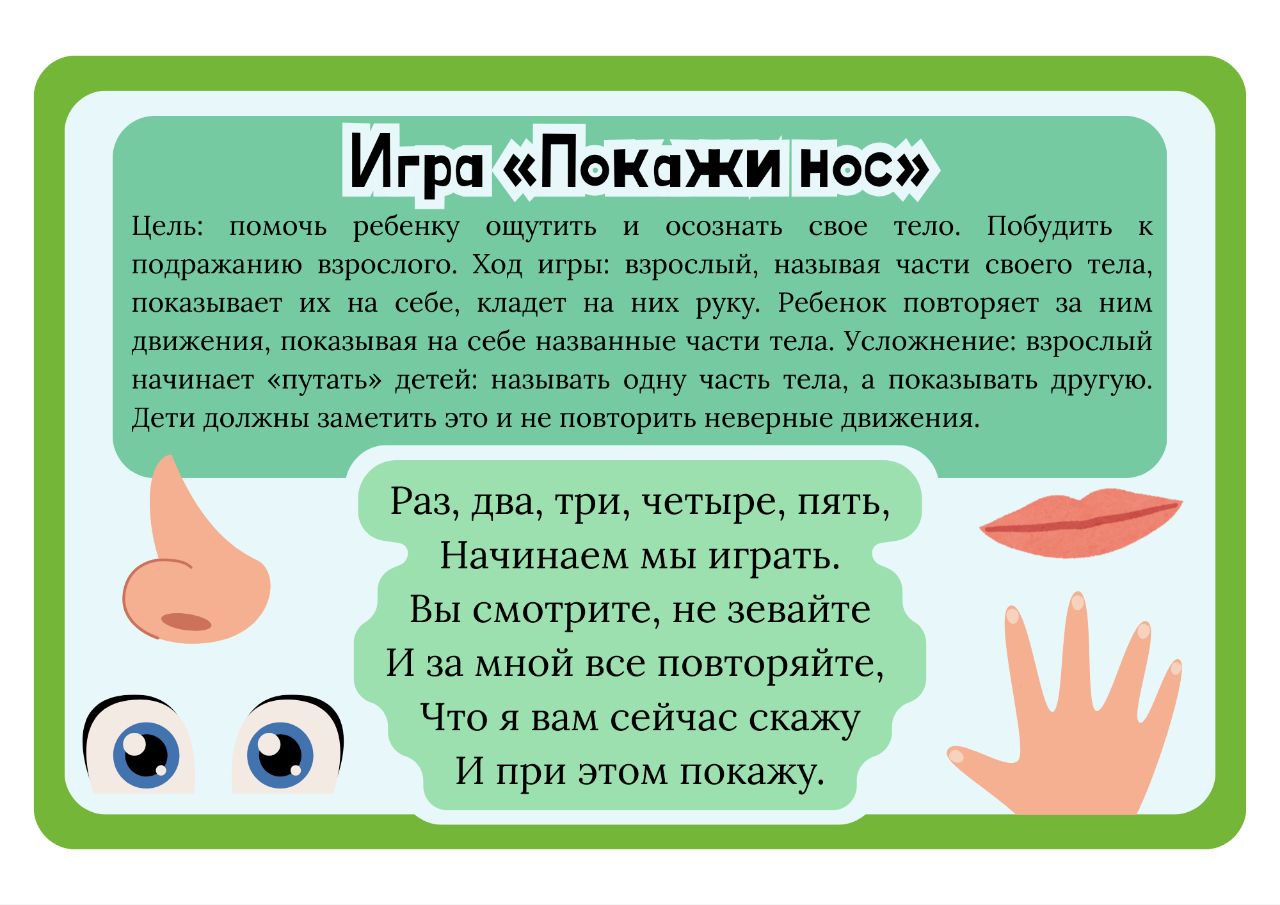 Игра «Покажи нос»
Цель: помочь ребенку ощутить и осознать свое тело. Побудить к
подражанию взрослого. Ход игры: взрослый, называя части своего тела,
показывает их на себе, кладет на них руку. Ребенок повторяет за ним
движения, показывая на себе названные части тела. Усложнение: взрослый
начинает «путать» детей: называть одну часть тела, а показывать другую.
Дети должны заметить это и не повторить неверные движения.
Раз, два, три, четыре, пять,
Начинаем мы играть.
Вы смотрите, не зевайте
И за мной все повторяйте,
Что я вам сейчас скажу
И при этом покажу.